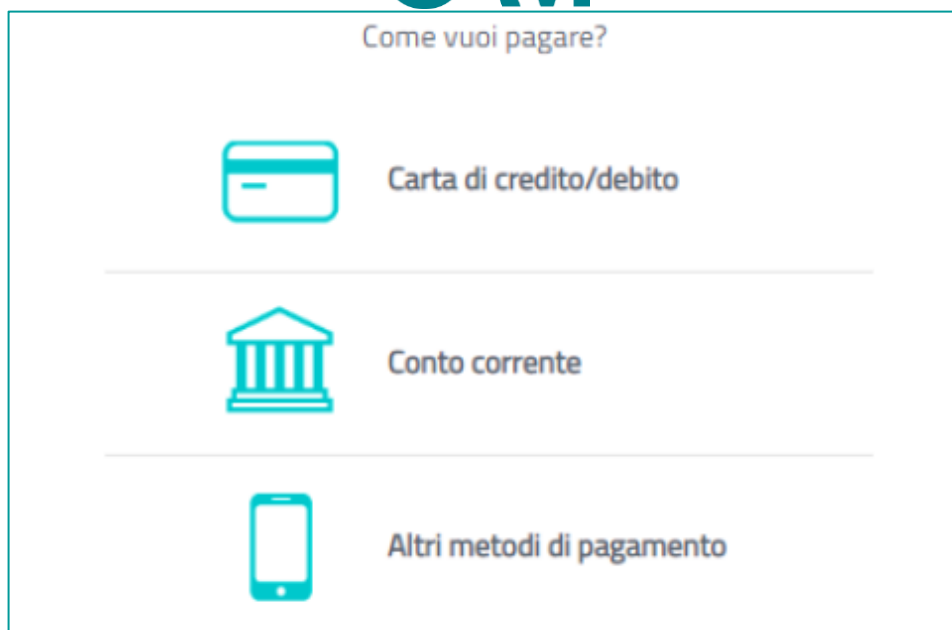 Come vuoi pagare?
Carta di credito/debito
Conto corrente
Altri metodi di pagamento